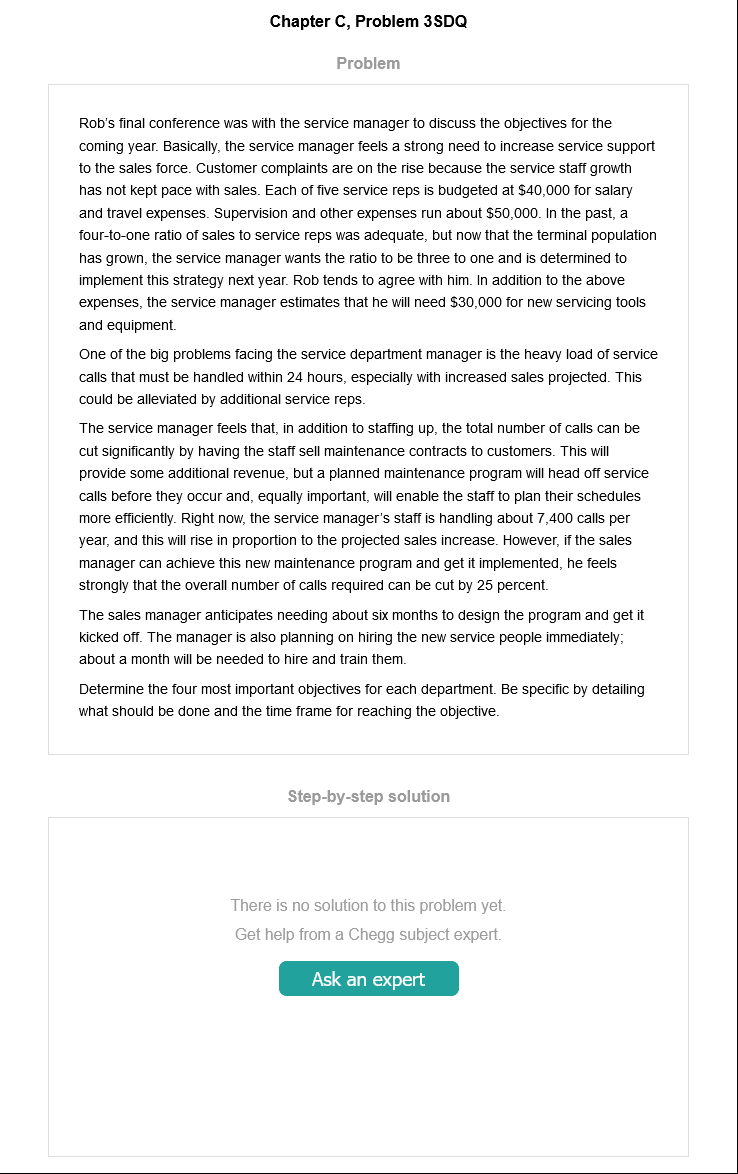 Chapter C, Problem 3SDQ
Problem
Rob's final conference was with the service manager to discuss the objectives for the
coming year. Basically, the service manager feels a strong need to increase service support
to the sales force. Customer complaints are on the rise because the service staff growth
has not kept pace with sales. Each of five service reps is budgeted at $40,000 for salary
and travel expenses. Supervision and other expenses run about $50,000. In the past, a
four-to-one ratio of sales to service reps was adequate, but now that the terminal population
has grown, the service manager wants the ratio to be three to one and is determined to
implement this strategy next year. Rob tends to agree with him. In addition to the above
expenses, the service manager estimates that he will need $30,000 for new servicing tools
and equipment.
One of the big problems facing the service department manager is the heavy load of service
calls that must be handled within 24 hours, especially with increased sales projected. This
could be alleviated by additional service reps.
The service manager feels that, in addition to staffing up, the total number of calls can be
cut significantly by having the staff sell maintenance contracts to customers. This will
provide some additional revenue, but a planned maintenance program will head off service
calls before they occur and, equally important, will enable the staff to plan their schedules
more efficiently. Right now, the service manager's staff is handling about 7,400 calls per
year, and this will rise in proportion to the projected sales increase. However, if the sales
manager can achieve this new maintenance program and get it implemented, he feels
strongly that the overall number of calls required can be cut by 25 percent.
The sales manager anticipates needing about six months to design the program and get it
kicked off. The manager is also planning on hiring the new service people immediately;
about a month will be needed to hire and train them.
Determine the four most important objectives for each department. Be specific by detailing
what should be done and the time frame for reaching the objective.
Step-by-step solution
There is no solution to this problem yet.
Get help from a Chegg subject expert.
Ask an expert